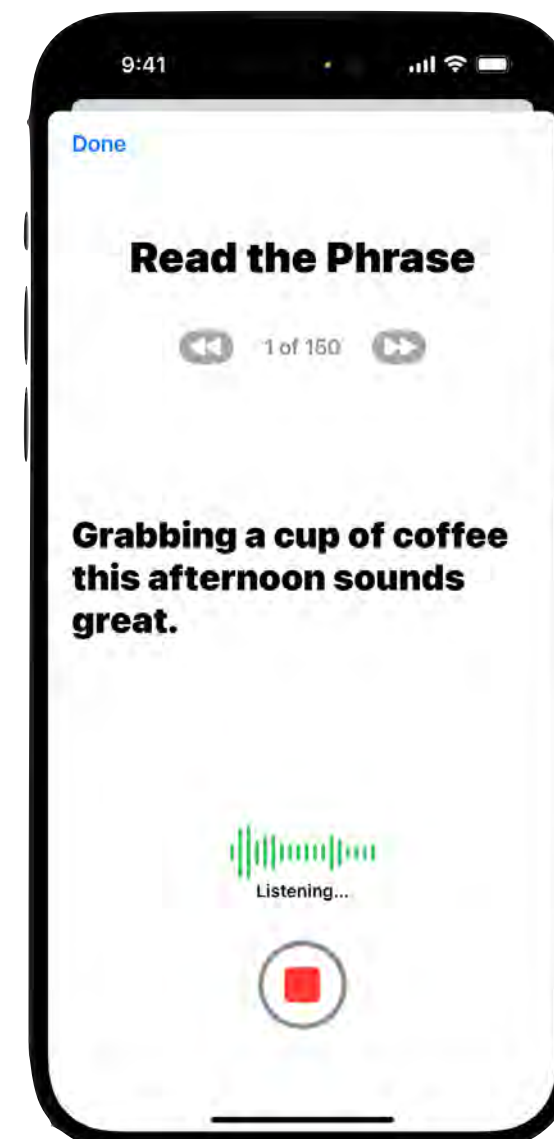 9:41
Done
Read the Phrase
1 of 150
Grabbing a cup of coffee
this afternoon sounds
great.
Listening...